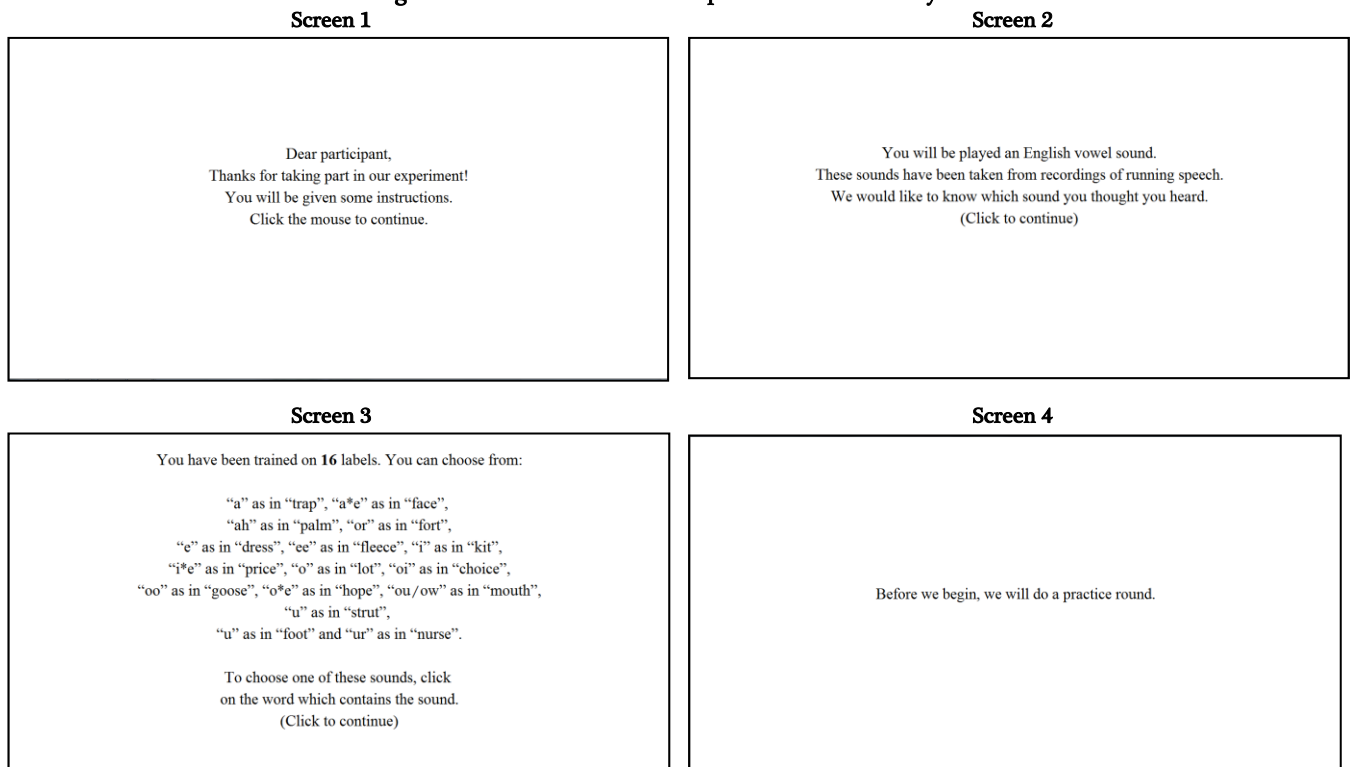 Screen 1
Dear participant,
Thanks for taking part in our experiment!
You will be given some instructions.
Click the mouse to continue.
Screen 2
You will be played an English vowel sound.
These sounds have been taken from recordings of running speech.
We would like to know which sound you thought you heard.
(Click to continue)
Screen 3
You have been trained on 16 labels. You can choose from:
“a” as in “trap”, “a*e” as in “face”,
“ah” as in “palm”, “or” as in “fort”,
“e” as in “dress”, “ee” as in “fleece”, “i” as in “kit”,
“i*e” as in “price”, “o” as in “lot”, “oi” as in “choice”,
“oo” as in “goose”, “o*e” as in “hope”, “ou/ow” as in “mouth”,
“u” as in “strut”,
“u” as in “foot” and “ur” as in “nurse”.
To choose one of these sounds, click
on the word which contains the sound.
(Click to continue)
Screen 4
Before we begin, we will do a practice round.